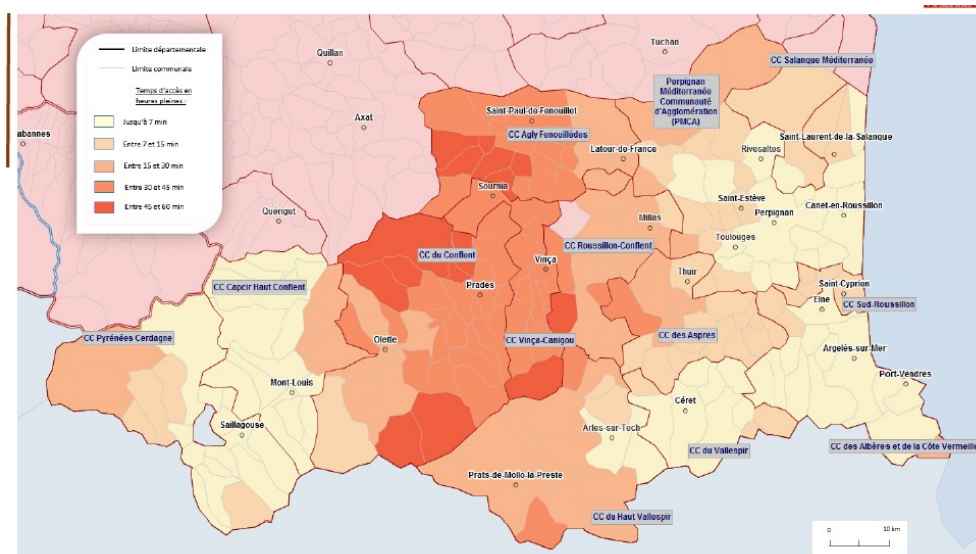 Limite départementale
Limite communale
Temps d'accès en
heures pleines :
Jusqu'à 7 min
Entre 7 et 15 min
Entre 15 et 30 min
Entre 30 et 45 min
Entre 45 et 60 min
Quillan
Tuchan
CC Salanque Méditerranée
Perpignan
Méditerranée
Communauté
d'Agglomération
(PMCA)
abannes
Axat
Saint-Paul-de-Fenouillet
CC Agly Fenouillèdes
Latour-de-France
Rivesaltes
Saint-Laurent-de-la-Salanque
Quérigut
Sournia
Saint-Estève
Perpignan
Canet-en-Roussillon
Millas
Toulouges
CC Roussillon-Conflent
CC du Conflent
Vinça
Prades
Thuir
CC Capcir Haut Conflent
Saint-Cyprien
Elne
CC Sud-Roussillon
CC Pyrénées Cerdagne
Olette
CC Vinça-Canigou
CC des Aspres
Argelès-sur-Mer
Port-Vendres
Mont-Louis
Céret
Saillagouse
Arles-sur-Tech
CC du Vallespir
CC des Albères et de la Côte Vermeille
Prats-de-Mollo-la-Preste
CC du Haut Vallespir
0 10 km